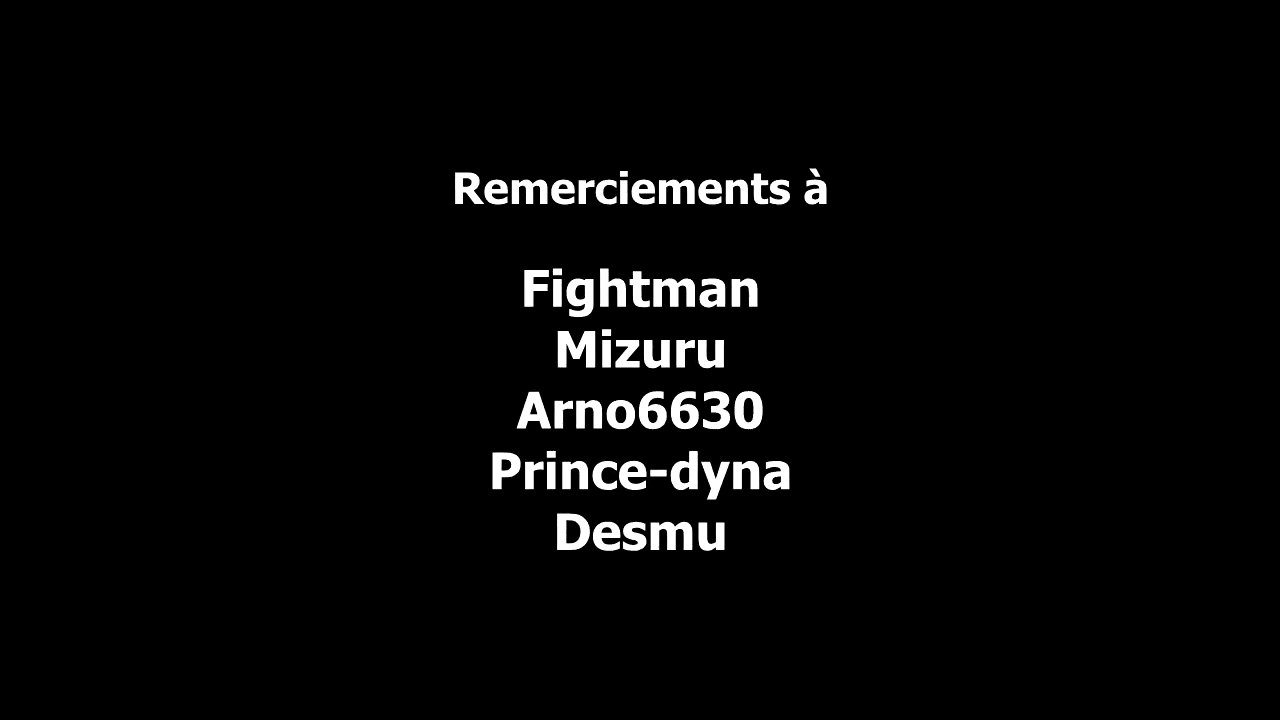 Remerciements à
Fightman
Mizuru
Arno6630
Prince-dyna
Desmu